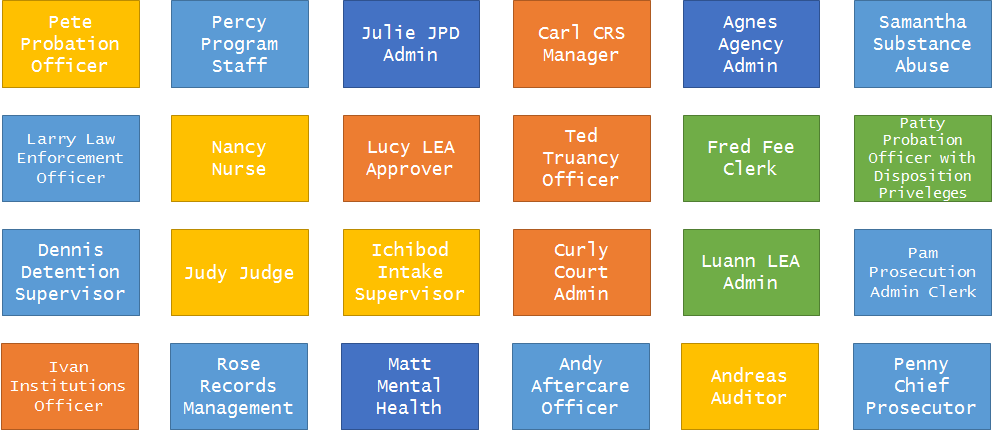 Pete
Probation
Officer
Percy
Program
Staff
Julie JPD
Admin
Carl CRS
Manager
Agnes
Agency
Admin
Samantha
Substance
Abuse
Larry Law
Enforcement
Officer
Nancy
Nurse
Lucy LEA
Approver
Ted
Truancy
Officer
Fred Fee
Clerk
Patty
Probation
Officer with
Disposition
Priveleges
Dennis
Detention
Supervisor
Judy Judge
Ichibod
Intake
Supervisor
Curly
Court
Admin
Luann LEA
Admin
Pam
Prosecution
Admin Clerk
Ivan
Institutions
Officer
Rose
Records
Management
Matt
Mental
Health
Andy
Aftercare
Officer
Andreas
Auditor
Penny
Chief
Prosecutor